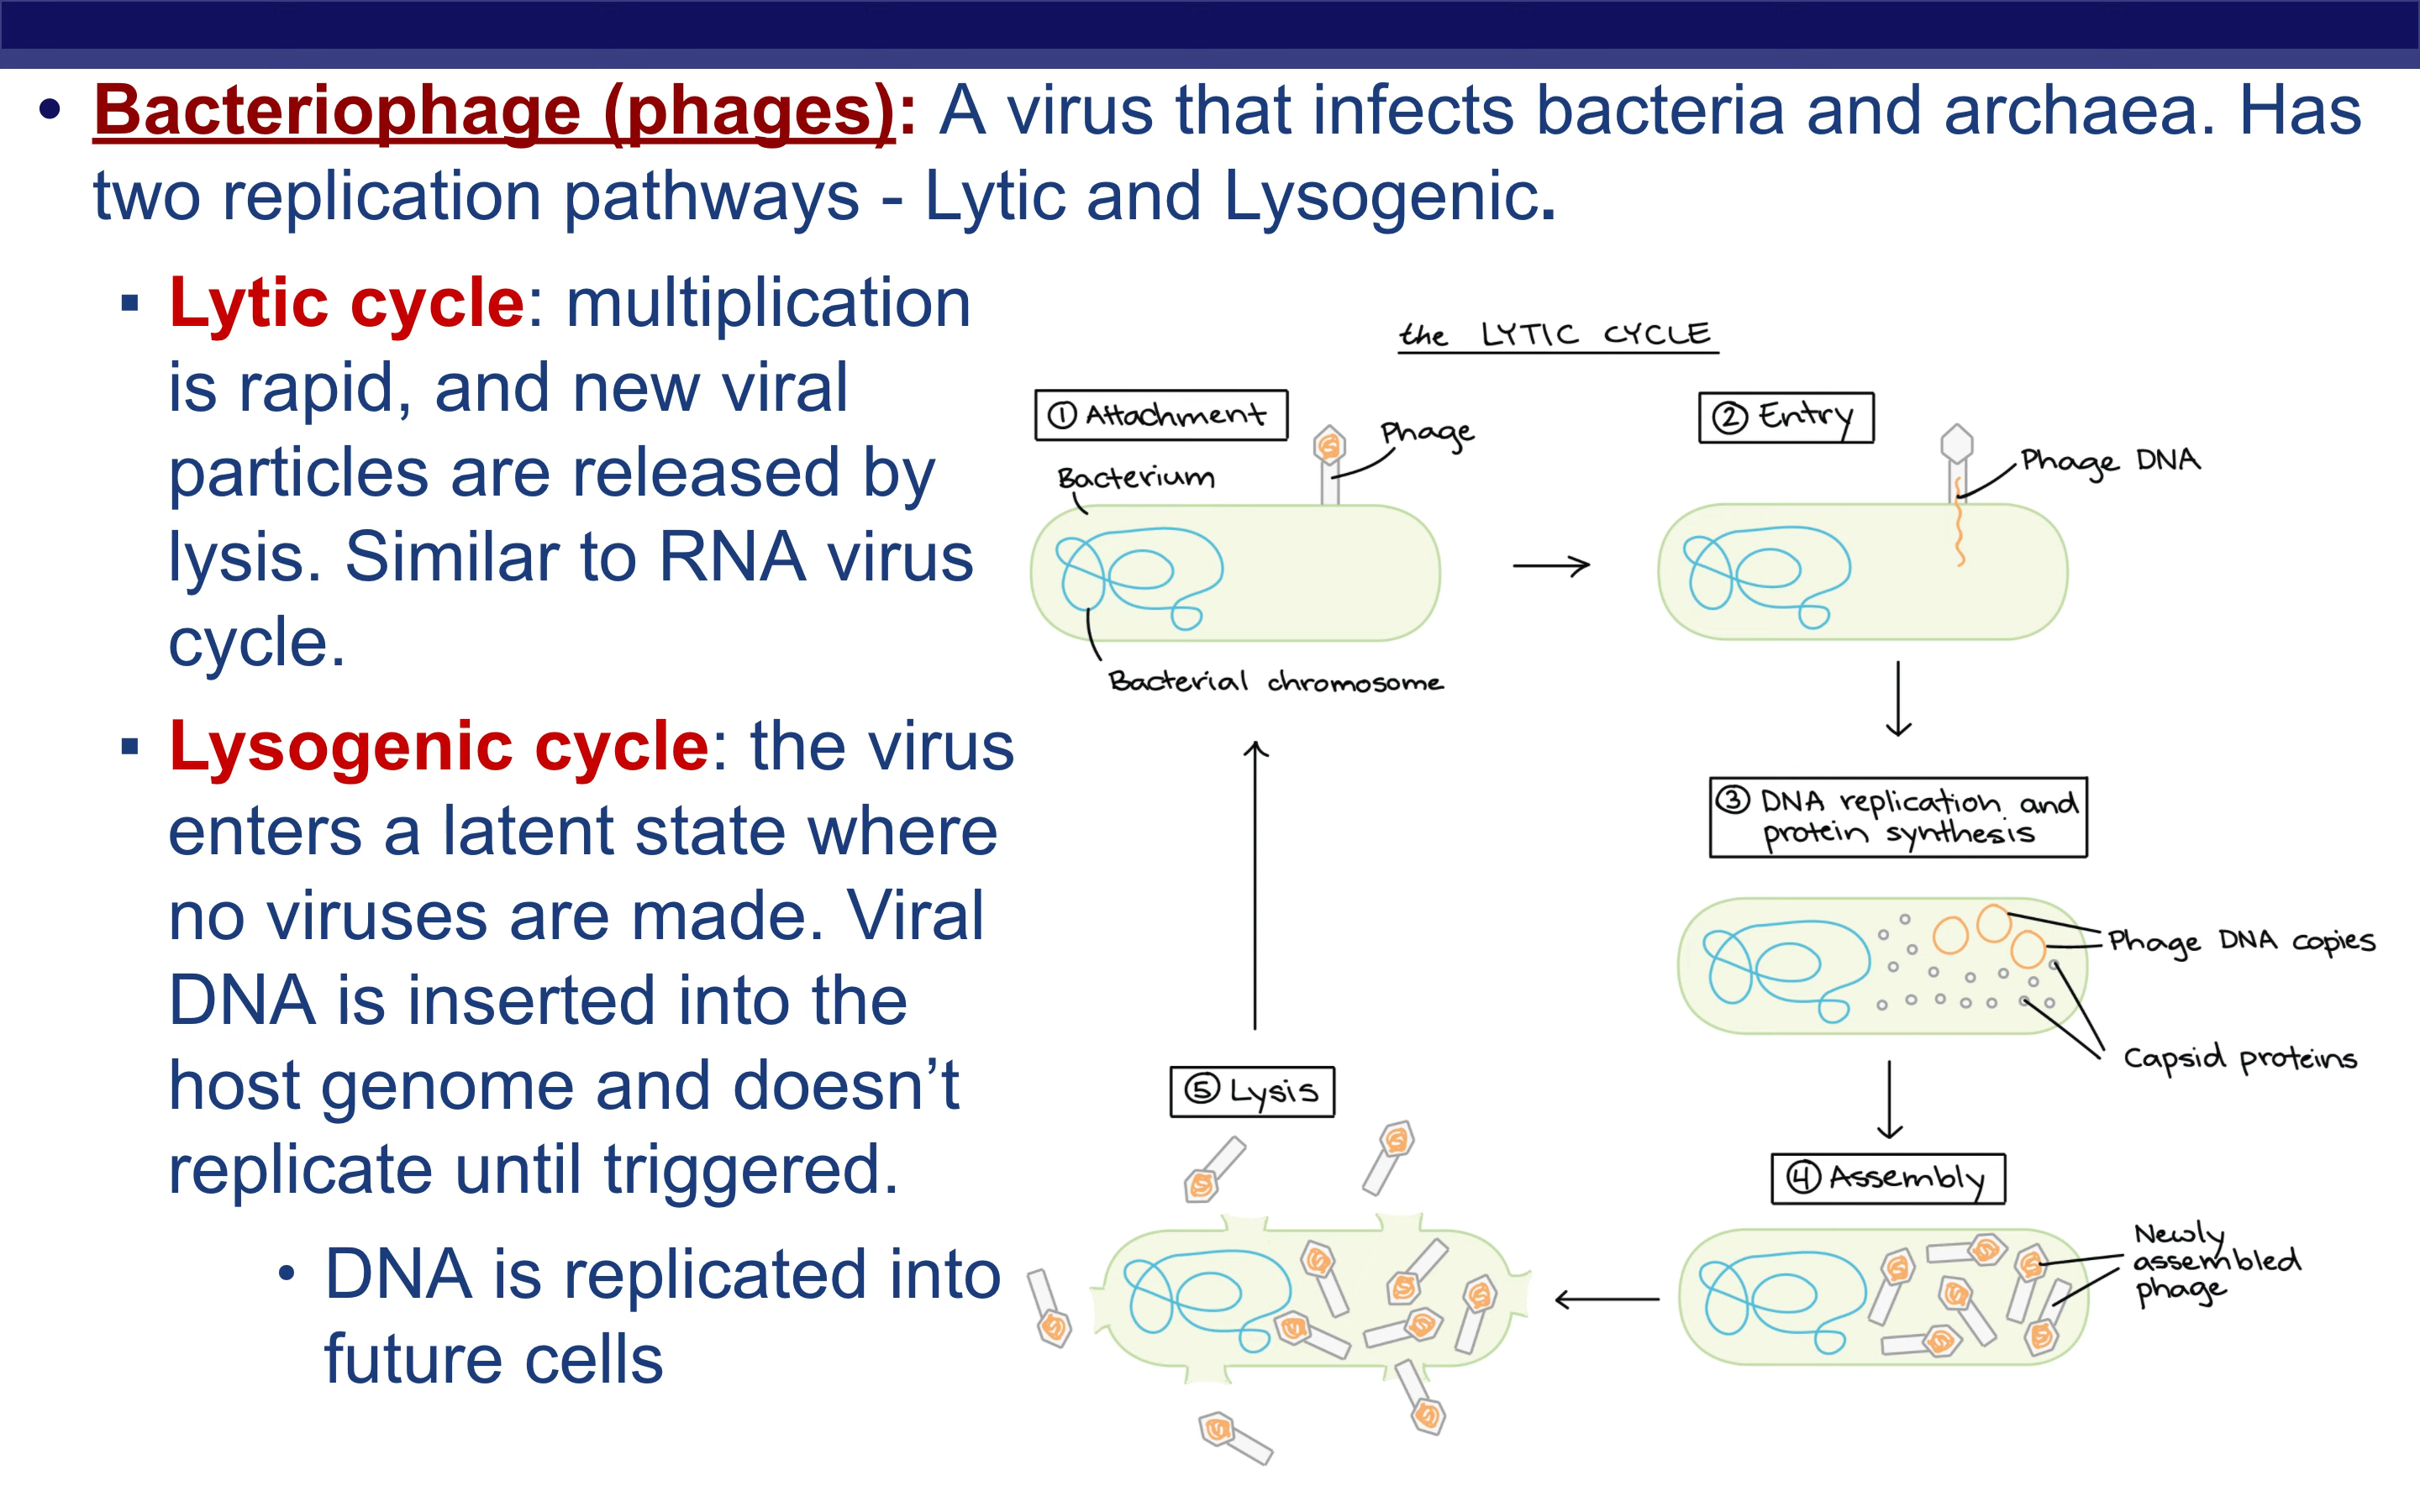 • Bacteriophage (phages): A virus that infects bacteria and archaea. Has
two replication pathways - Lytic and Lysogenic.
▪ Lytic cycle: multiplication
is rapid, and new viral
particles are released by
lysis. Similar to RNA virus
cycle.
▪ Lysogenic cycle: the virus
enters a latent state where
no viruses are made. Viral
DNA is inserted into the
host genome and doesn’t
replicate until triggered.
• DNA is replicated into
future cells
the LYTIC CYCLE
① Attachment
Phage
Bacterium
Bacterial chromosome
② Entry
Phage DNA
③ DNA replication and
protein synthesis
Phage DNA copies
Capsid proteins
④ Assembly
Newly
assembled
phage
⑤ Lysis